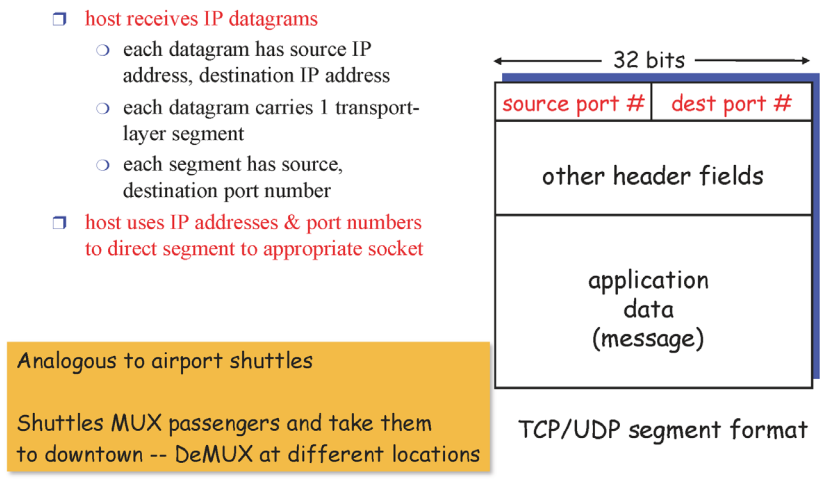 host receives IP datagrams
each datagram has source IP
address, destination IP address
each datagram carries 1 transport-
layer segment
each segment has source,
destination port number
host uses IP addresses & port numbers
to direct segment to appropriate socket
Analogous to airport shuttles
Shuttles MUX passengers and take them
to downtown -- DeMUX at different locations
32 bits
source port # dest port #
other header fields
application
data
(message)
TCP/UDP segment format